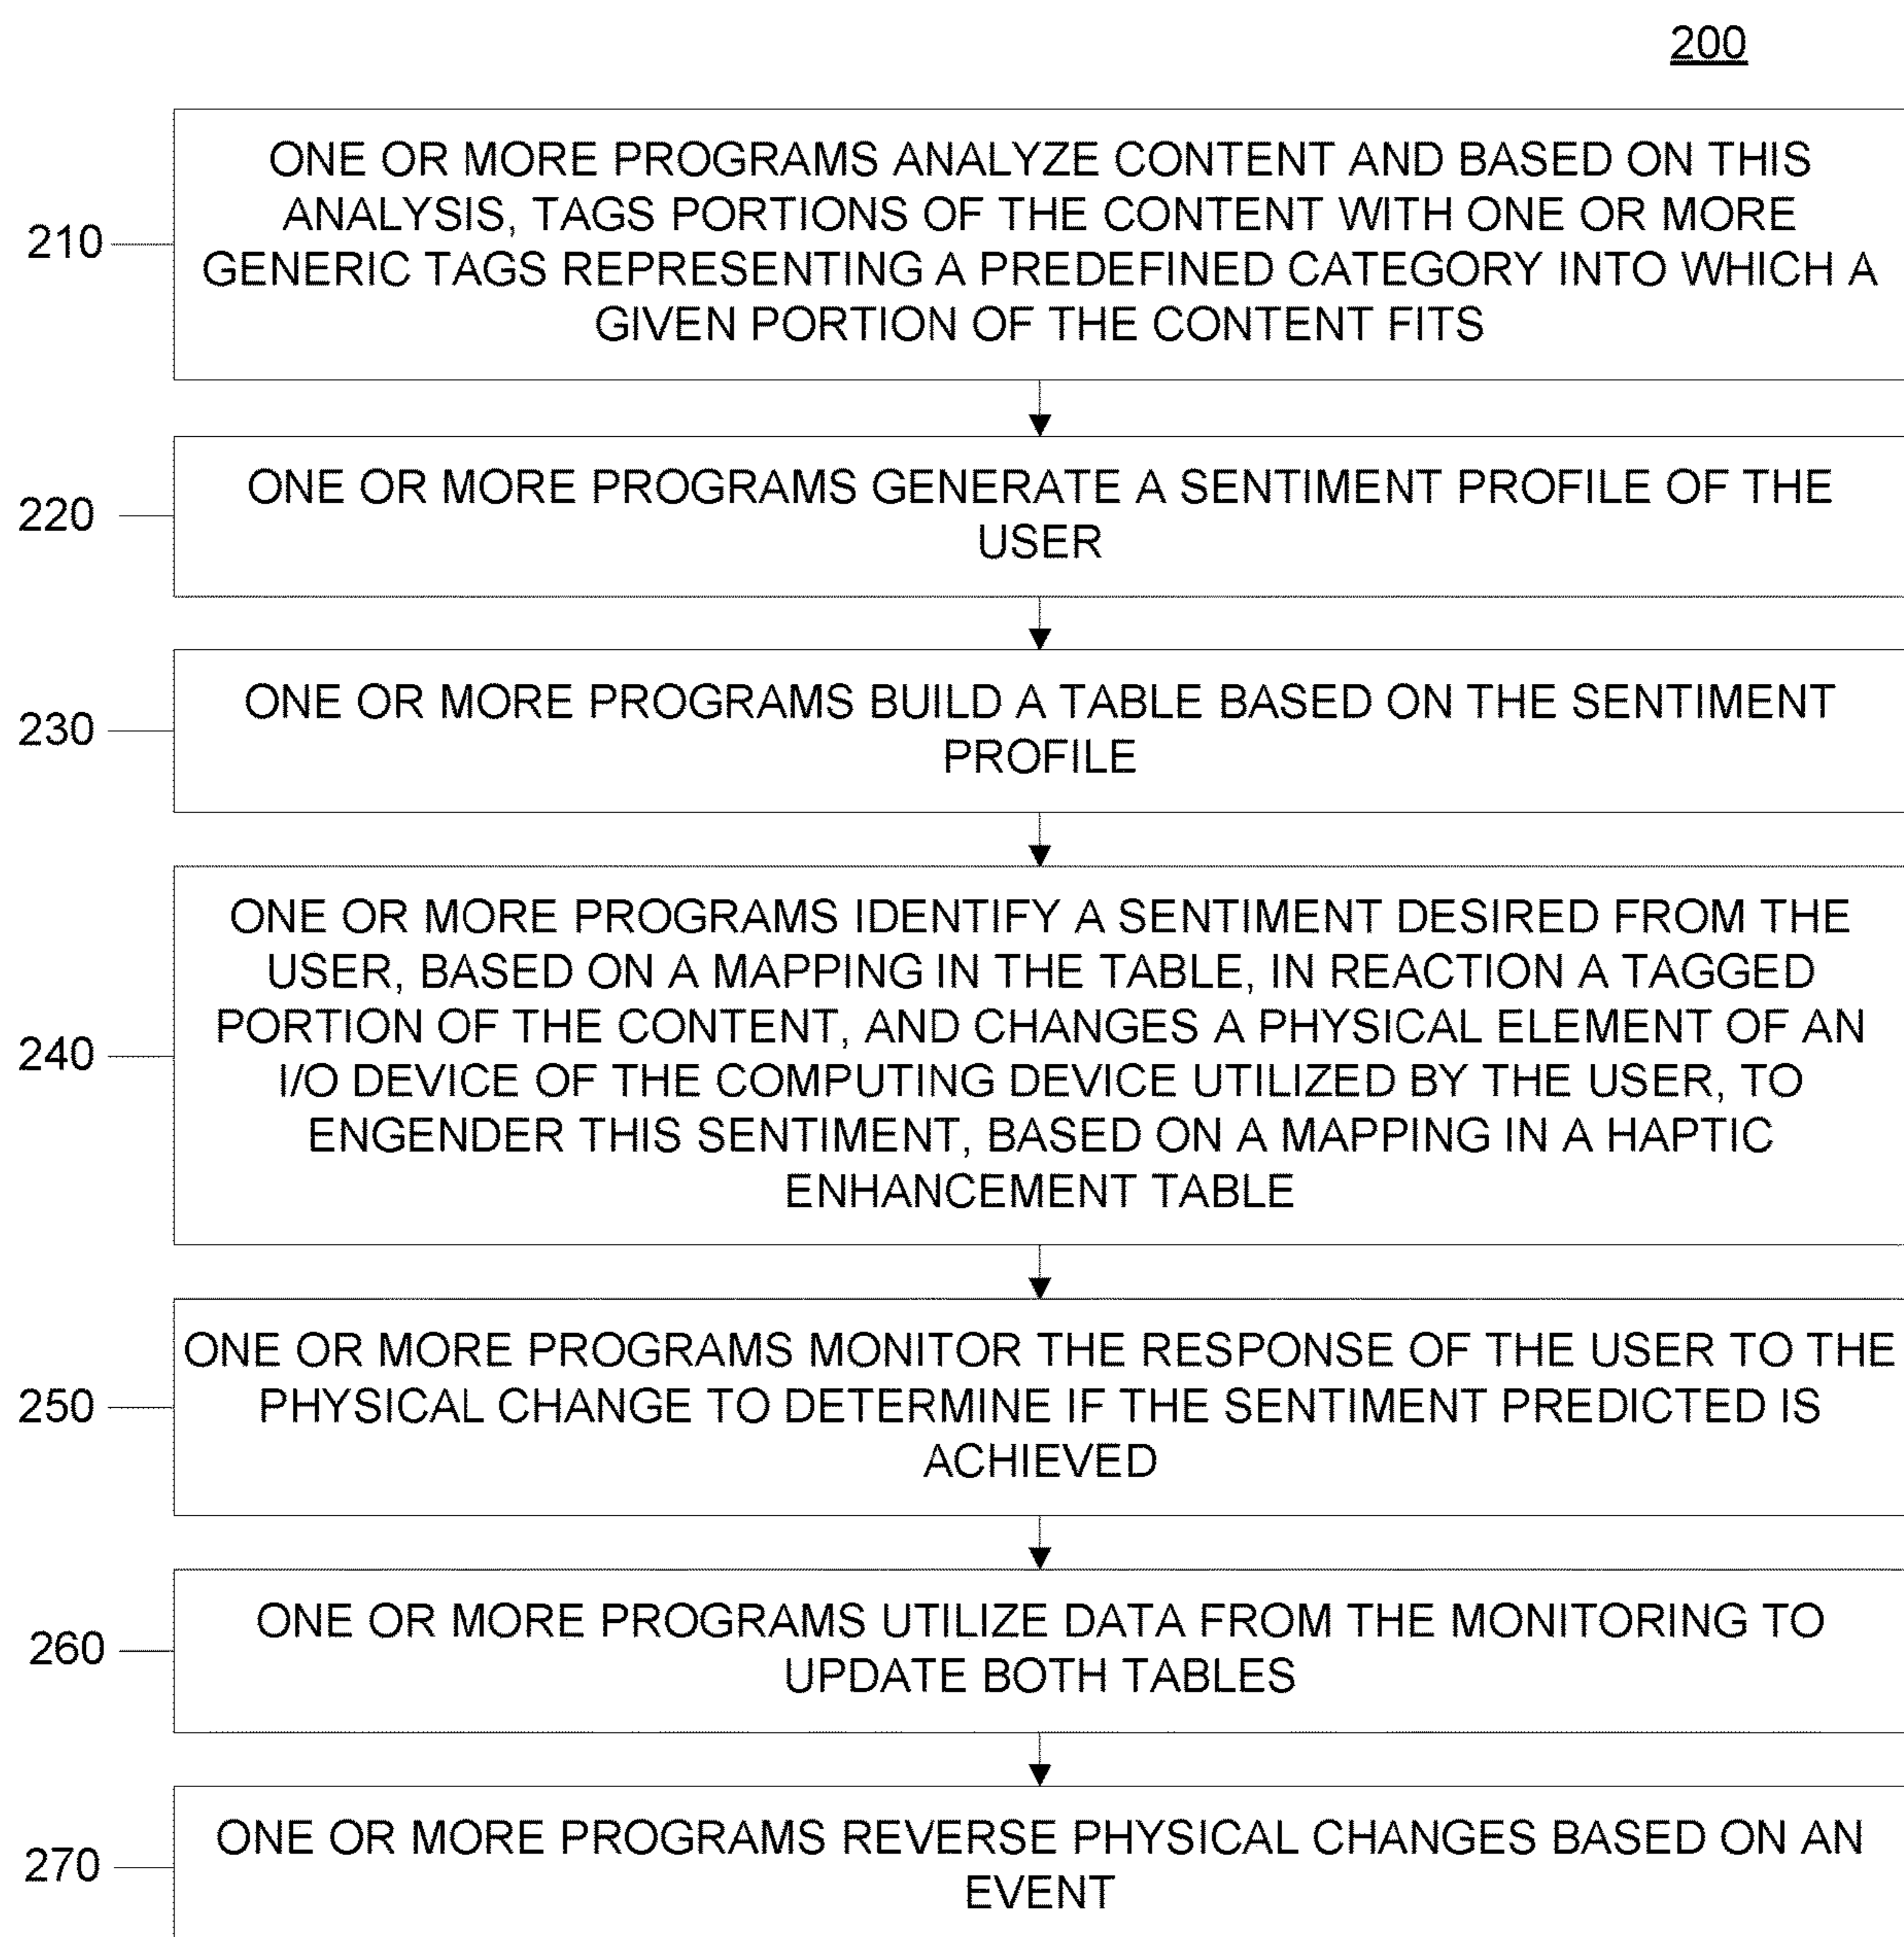 200
ONE OR MORE PROGRAMS ANALYZE CONTENT AND BASED ON THIS
ANALYSIS, TAGS PORTIONS OF THE CONTENT WITH ONE OR MORE
GENERIC TAGS REPRESENTING A PREDEFINED CATEGORY INTO WHICH A
GIVEN PORTION OF THE CONTENT FITS
210
ONE OR MORE PROGRAMS GENERATE A SENTIMENT PROFILE OF THE
USER
220
ONE OR MORE PROGRAMS BUILD A TABLE BASED ON THE SENTIMENT
PROFILE
230
ONE OR MORE PROGRAMS IDENTIFY A SENTIMENT DESIRED FROM THE
USER, BASED ON A MAPPING IN THE TABLE, IN REACTION A TAGGED
PORTION OF THE CONTENT, AND CHANGES A PHYSICAL ELEMENT OF AN
I/O DEVICE OF THE COMPUTING DEVICE UTILIZED BY THE USER, TO
ENGENDER THIS SENTIMENT, BASED ON A MAPPING IN A HAPTIC
ENHANCEMENT TABLE
240
ONE OR MORE PROGRAMS MONITOR THE RESPONSE OF THE USER TO THE
PHYSICAL CHANGE TO DETERMINE IF THE SENTIMENT PREDICTED IS
ACHIEVED
250
ONE OR MORE PROGRAMS UTILIZE DATA FROM THE MONITORING TO
UPDATE BOTH TABLES
260
ONE OR MORE PROGRAMS REVERSE PHYSICAL CHANGES BASED ON AN
EVENT
270